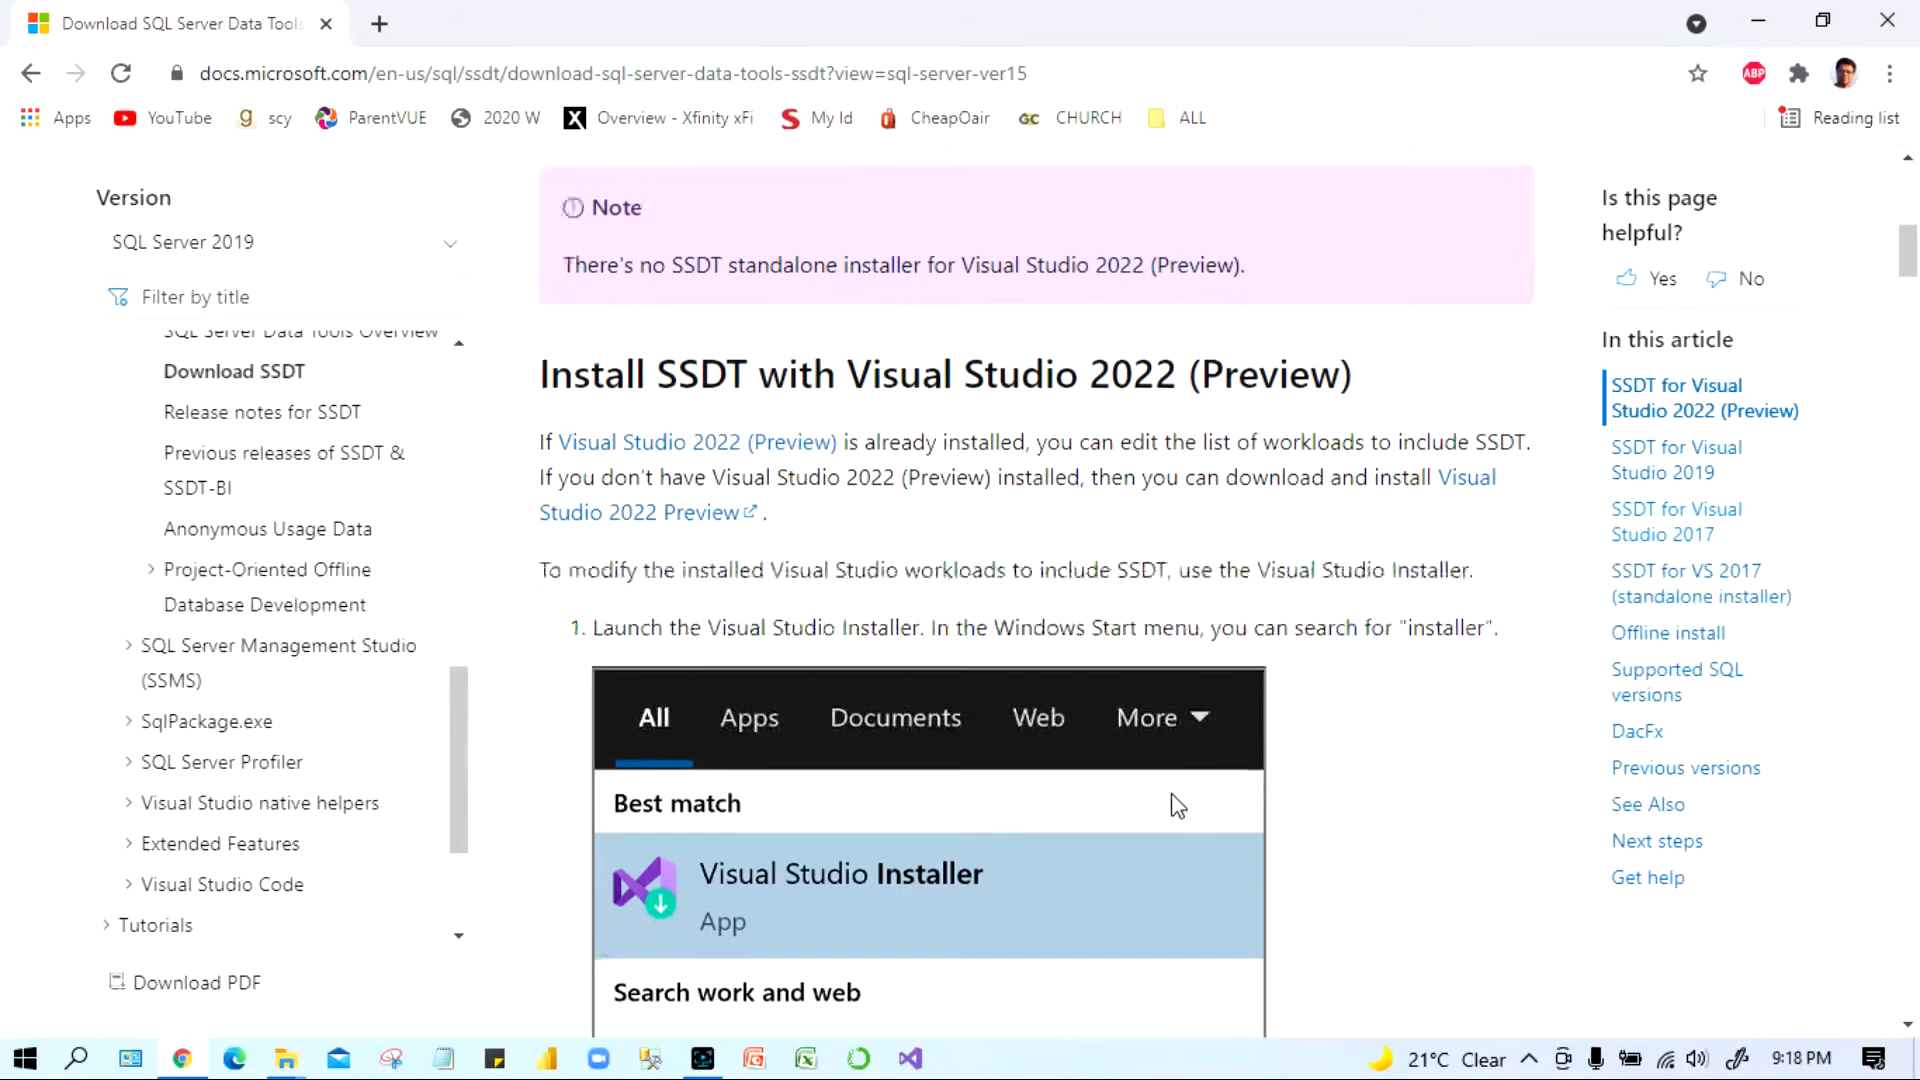 Download SQL Server Data Tools
docs.microsoft.com/en-us/sql/ssdt/download-sql-server-data-tools-ssdt?view=sql-server-ver15
ABP
Apps YouTube scy ParentVUE 2020 W Overview - Xfinity xFi My Id CheapOair GC CHURCH ALL Reading list
Version
SQL Server 2019
Filter by title
SQL Server Data Tools Overview
Download SSDT
Release notes for SSDT
Previous releases of SSDT &
SSDT-BI
Anonymous Usage Data
Project-Oriented Offline
Database Development
SQL Server Management Studio
(SSMS)
SqlPackage.exe
SQL Server Profiler
Visual Studio native helpers
Extended Features
Visual Studio Code
Tutorials
Download PDF
Note
There's no SSDT standalone installer for Visual Studio 2022 (Preview).
Install SSDT with Visual Studio 2022 (Preview)
If Visual Studio 2022 (Preview) is already installed, you can edit the list of workloads to include SSDT.
If you don't have Visual Studio 2022 (Preview) installed, then you can download and install Visual
Studio 2022 Preview .
To modify the installed Visual Studio workloads to include SSDT, use the Visual Studio Installer.
1. Launch the Visual Studio Installer. In the Windows Start menu, you can search for "installer".
All Apps Documents Web More
Best match
Visual Studio Installer
App
Search work and web
Is this page
helpful?
Yes No
In this article
SSDT for Visual
Studio 2022 (Preview)
SSDT for Visual
Studio 2019
SSDT for Visual
Studio 2017
SSDT for VS 2017
(standalone installer)
Offline install
Supported SQL
versions
DacFx
Previous versions
See Also
Next steps
Get help
21°C Clear 9:18 PM